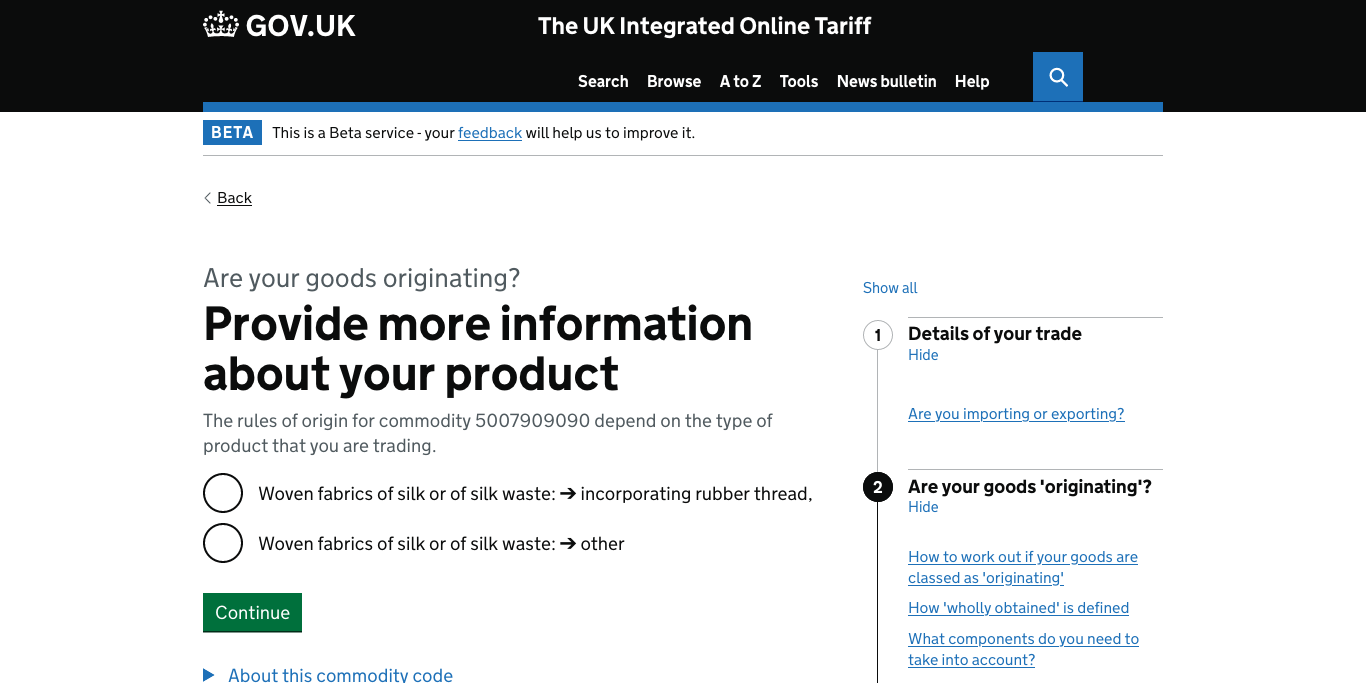 GOV.UK
The UK Integrated Online Tariff
Search Browse A to Z Tools News bulletin Help
BETA This is a Beta service - your feedback will help us to improve it.
Back
Are your goods originating?
Provide more information
about your product
The rules of origin for commodity 5007909090 depend on the type of
product that you are trading.
Woven fabrics of silk or of silk waste: ➔ incorporating rubber thread,
Woven fabrics of silk or of silk waste: ➔ other
Continue
About this commodity code
Show all
1 Details of your trade
Hide
Are you importing or exporting?
2 Are your goods 'originating'?
Hide
How to work out if your goods are
classed as 'originating'
How 'wholly obtained' is defined
What components do you need to
take into account?